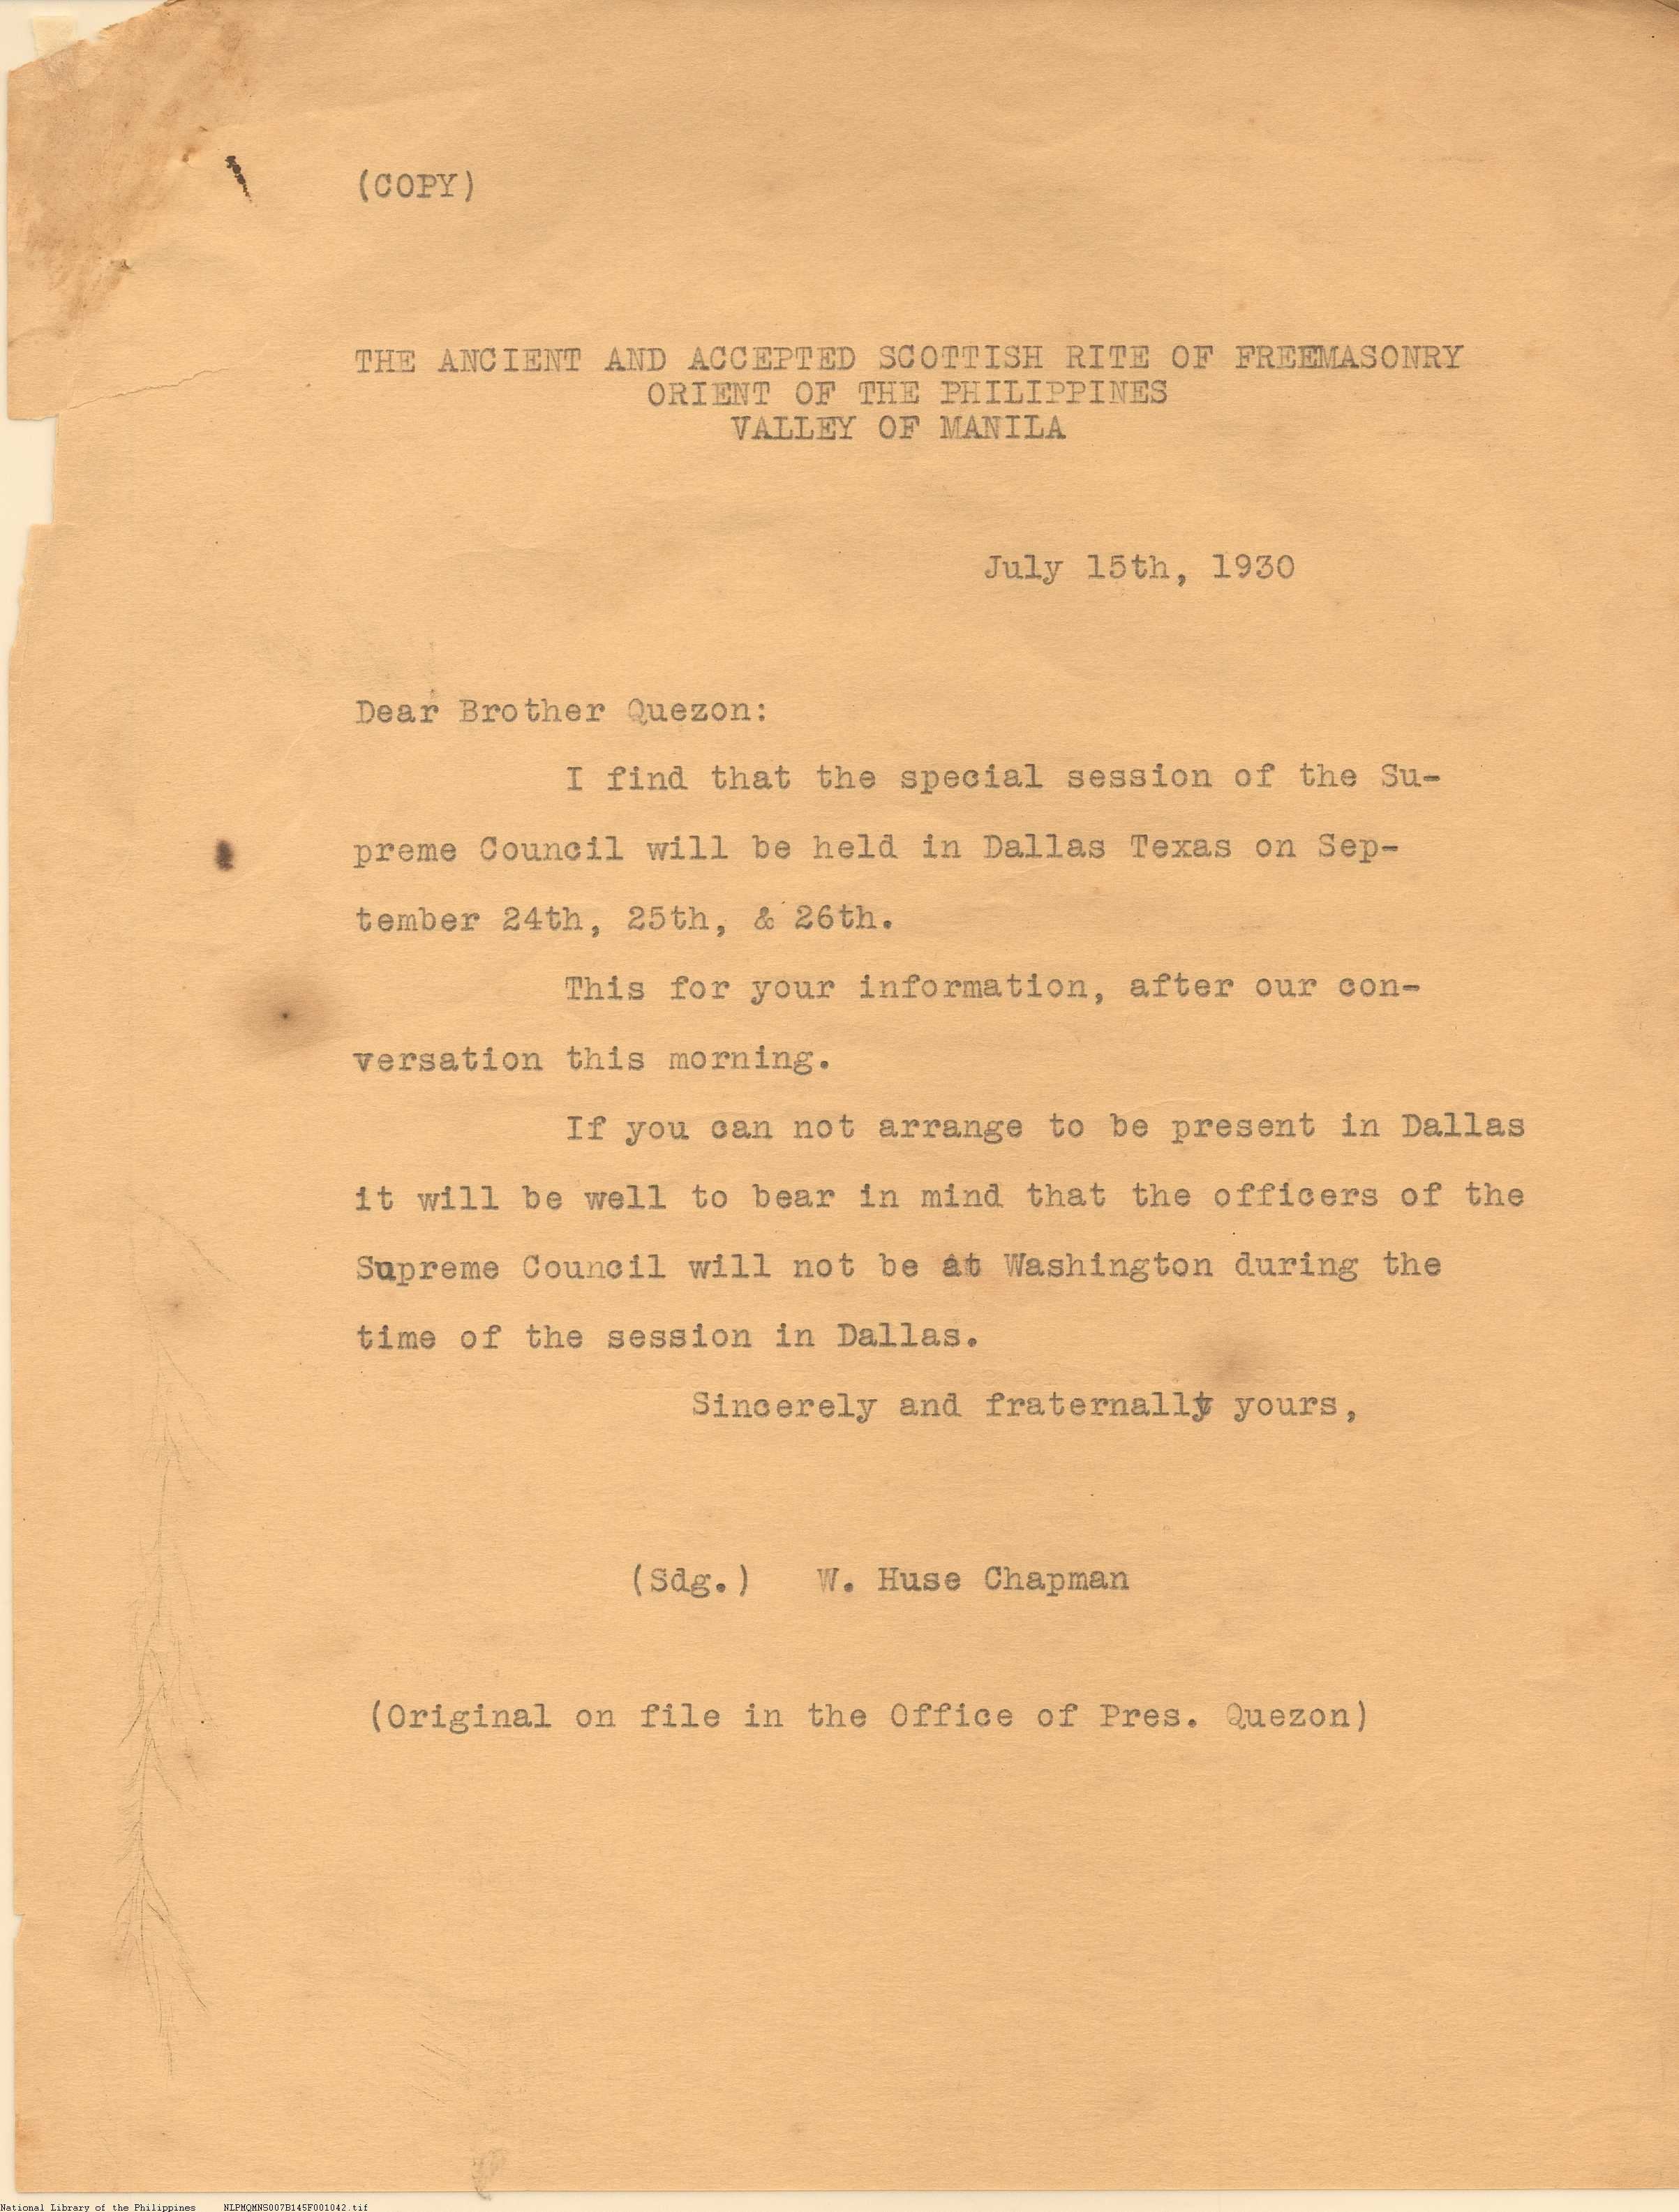 (COPY)
THE ANCIENT AND ACCEPTED SCOTTISH RITE OF FREEMASONRY
ORIENT OF THE PHILIPPINES
VALLEY OF MANILA
July 15th, 1930
Dear Brother Quezon:
I find that the special session of the Su-
preme Council will be held in Dallas Texas on Sep-
tember 24th, 25th, & 26th.
This for your information, after our con-
versation this morning.
If you can not arrange to be present in Dallas
it will be well to bear in mind that the officers of the
Supreme Council will not be at Washington during the
time of the session in Dallas.
Sincerely and fraternally yours,
(Sdg.) W. Huse Chapman
(Original on file in the Office of Pres. Quezon)
National Library of the Philippines NLPMQMNS007B145F001042.tif